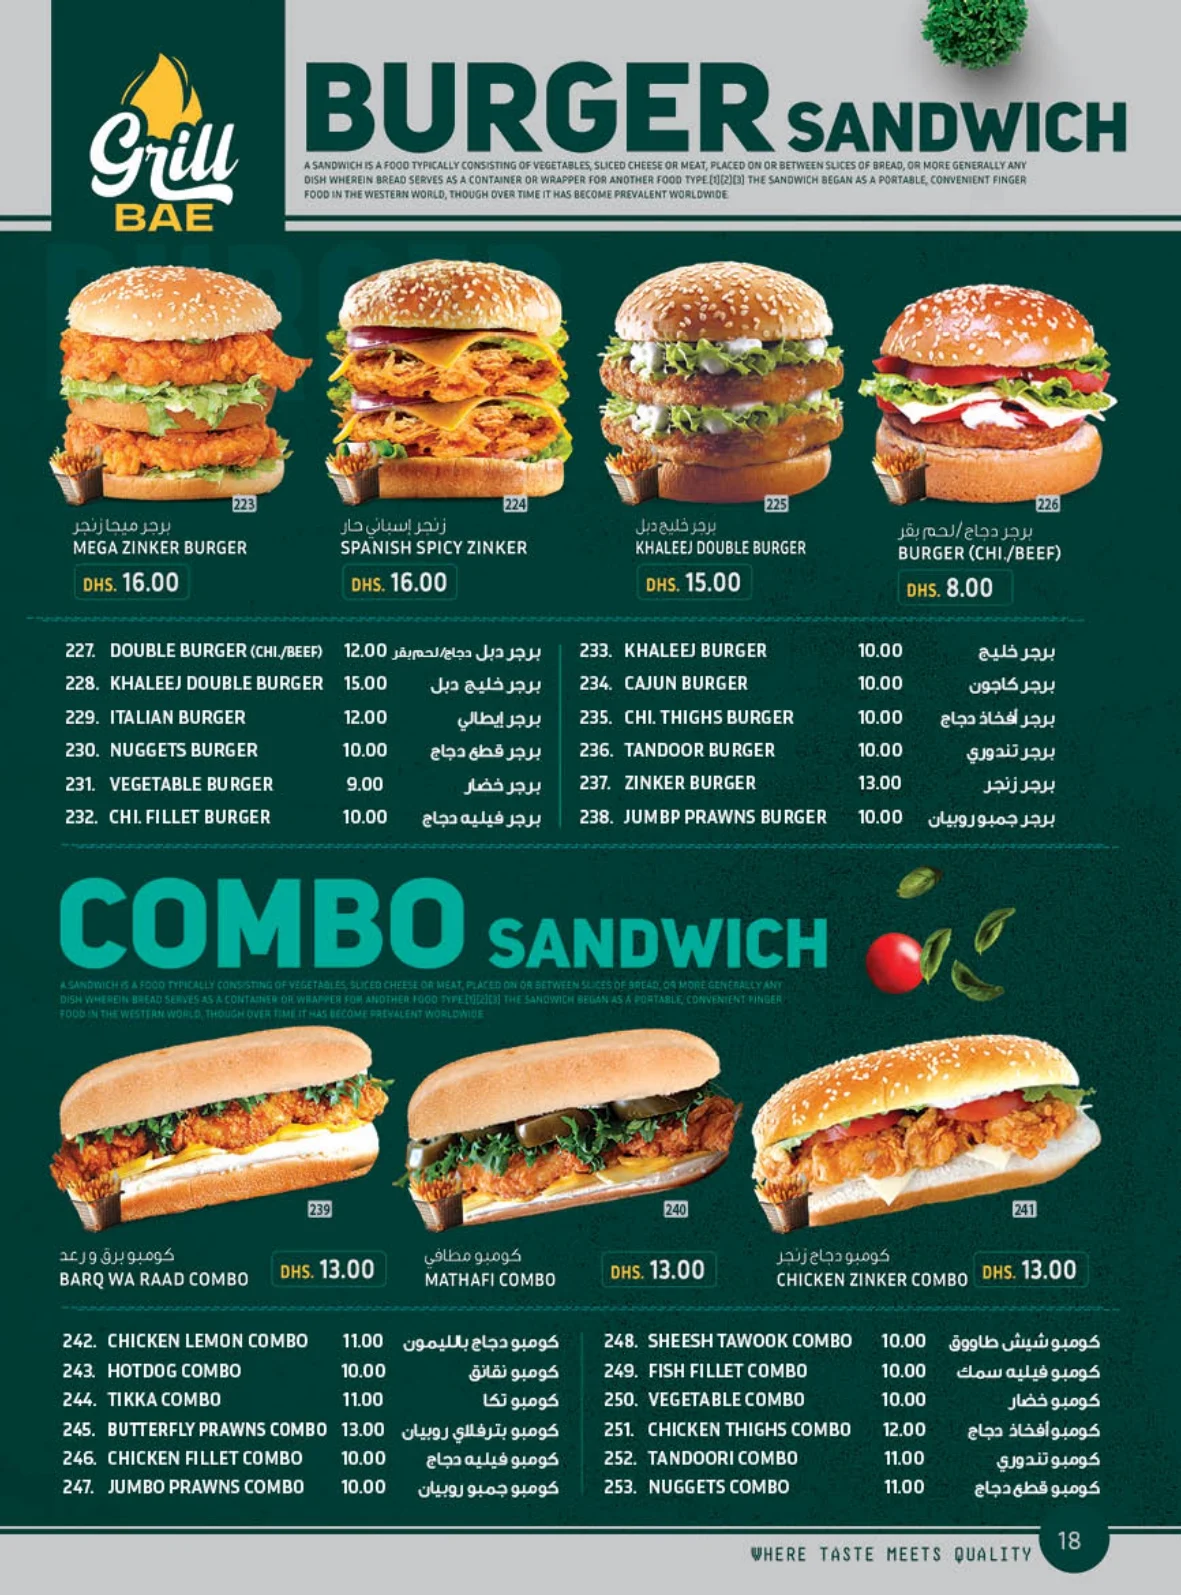 Grill
BAE
BURGER SANDWICH
A SANDWICH IS A FOOD TYPICALLY CONSISTING OF VEGETABLES, SLICED CHEESE OR MEAT, PLACED ON OR BETWEEN SLICES OF BREAD, OR MORE GENERALLY ANY
DISH WHEREIN BREAD SERVES AS A CONTAINER OR WRAPPER FOR ANOTHER FOOD TYPE.[1][2][3] THE SANDWICH BEGAN AS A PORTABLE, CONVENIENT FINGER
FOOD IN THE WESTERN WORLD, THOUGH OVER TIME IT HAS BECOME PREVALENT WORLDWIDE.
BURGER
223
برجر ميجا زنجر
MEGA ZINKER BURGER
DHS. 16.00
224
زنجر إسباني حار
SPANISH SPICY ZINKER
DHS. 16.00
225
برجر خليج دبل
KHALEEJ DOUBLE BURGER
DHS. 15.00
226
برجر دجاج/لحم بقر
BURGER (CHI./BEEF)
DHS. 8.00
227. DOUBLE BURGER (CHI./BEEF) 12.00 برجر دبل دجاج/لحم بقر
228. KHALEEJ DOUBLE BURGER 15.00 برجر خليج دبل
229. ITALIAN BURGER 12.00 برجر إيطالي
230. NUGGETS BURGER 10.00 برجر قطع دجاج
231. VEGETABLE BURGER 9.00 برجر خضار
232. CHI. FILLET BURGER 10.00 برجر فيليه دجاج
233. KHALEEJ BURGER 10.00 برجر خليج
234. CAJUN BURGER 10.00 برجر كاجون
235. CHI. THIGHS BURGER 10.00 برجر أفخاذ دجاج
236. TANDOOR BURGER 10.00 برجر تندوري
237. ZINKER BURGER 13.00 برجر زنجر
238. JUMBP PRAWNS BURGER 10.00 برجر جمبو روبيان
COMBO SANDWICH
A SANDWICH IS A FOOD TYPICALLY CONSISTING OF VEGETABLES, SLICED CHEESE OR MEAT, PLACED ON OR BETWEEN SLICES OF BREAD, OR MORE GENERALLY ANY
DISH WHEREIN BREAD SERVES AS A CONTAINER OR WRAPPER FOR ANOTHER FOOD TYPE.[1][2][3] THE SANDWICH BEGAN AS A PORTABLE, CONVENIENT FINGER
FOOD IN THE WESTERN WORLD, THOUGH OVER TIME IT HAS BECOME PREVALENT WORLDWIDE
239
كومبو برق و رعد
BARQ WA RAAD COMBO
DHS. 13.00
240
كومبو مطافي
MATHAFI COMBO
DHS. 13.00
241
كومبو دجاج زنجر
CHICKEN ZINKER COMBO
DHS. 13.00
242. CHICKEN LEMON COMBO 11.00 كومبو دجاج بالليمون
243. HOTDOG COMBO 10.00 كومبو نقانق
244. TIKKA COMBO 11.00 كومبو تكا
245. BUTTERFLY PRAWNS COMBO 13.00 كومبو بترفلاي روبيان
246. CHICKEN FILLET COMBO 10.00 كومبو فيليه دجاج
247. JUMBO PRAWNS COMBO 10.00 كومبو جمبو روبيان
248. SHEESH TAWOOK COMBO 10.00 كومبو شيش طاووق
249. FISH FILLET COMBO 10.00 كومبو فيليه سمك
250. VEGETABLE COMBO 10.00 كومبو خضار
251. CHICKEN THIGHS COMBO 12.00 كومبو أفخاذ دجاج
252. TANDOORI COMBO 11.00 كومبو تندوري
253. NUGGETS COMBO 11.00 كومبو قطع دجاج
WHERE TASTE MEETS QUALITY
18